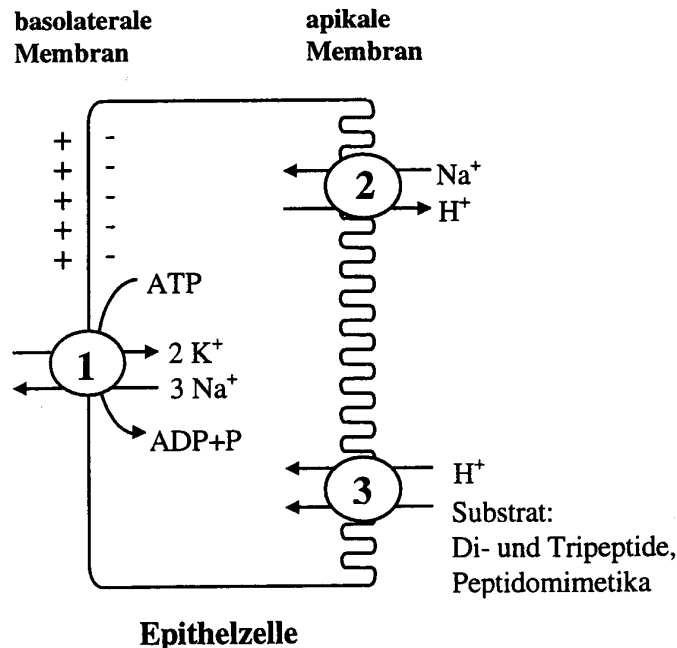 basolaterale
Membran
apikale
Membran
+ -
+ -
+ -
+ -
+ -
2
Na⁺
H⁺
ATP
1
2 K⁺
3 Na⁺
ADP+P
3
H⁺
Substrat:
Di- und Tripeptide,
Peptidomimetika
Epithelzelle